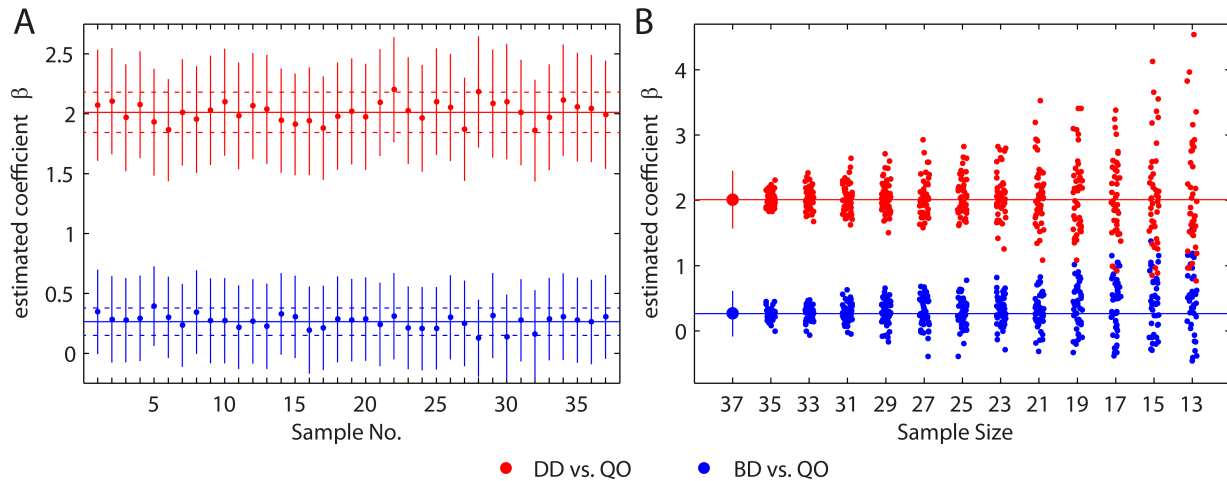 A
B
estimated coefficient β
2.5
2
1.5
1
0.5
0
5 10 15 20 25 30 35
Sample No.
estimated coefficient β
4
3
2
1
0
37 35 33 31 29 27 25 23 21 19 17 15 13
Sample Size
DD vs. QO
BD vs. QO